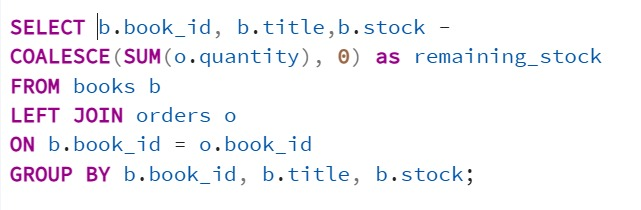 SELECT b.book_id, b.title,b.stock -
COALESCE(SUM(o.quantity), 0) as remaining_stock
FROM books b
LEFT JOIN orders o
ON b.book_id = o.book_id
GROUP BY b.book_id, b.title, b.stock;